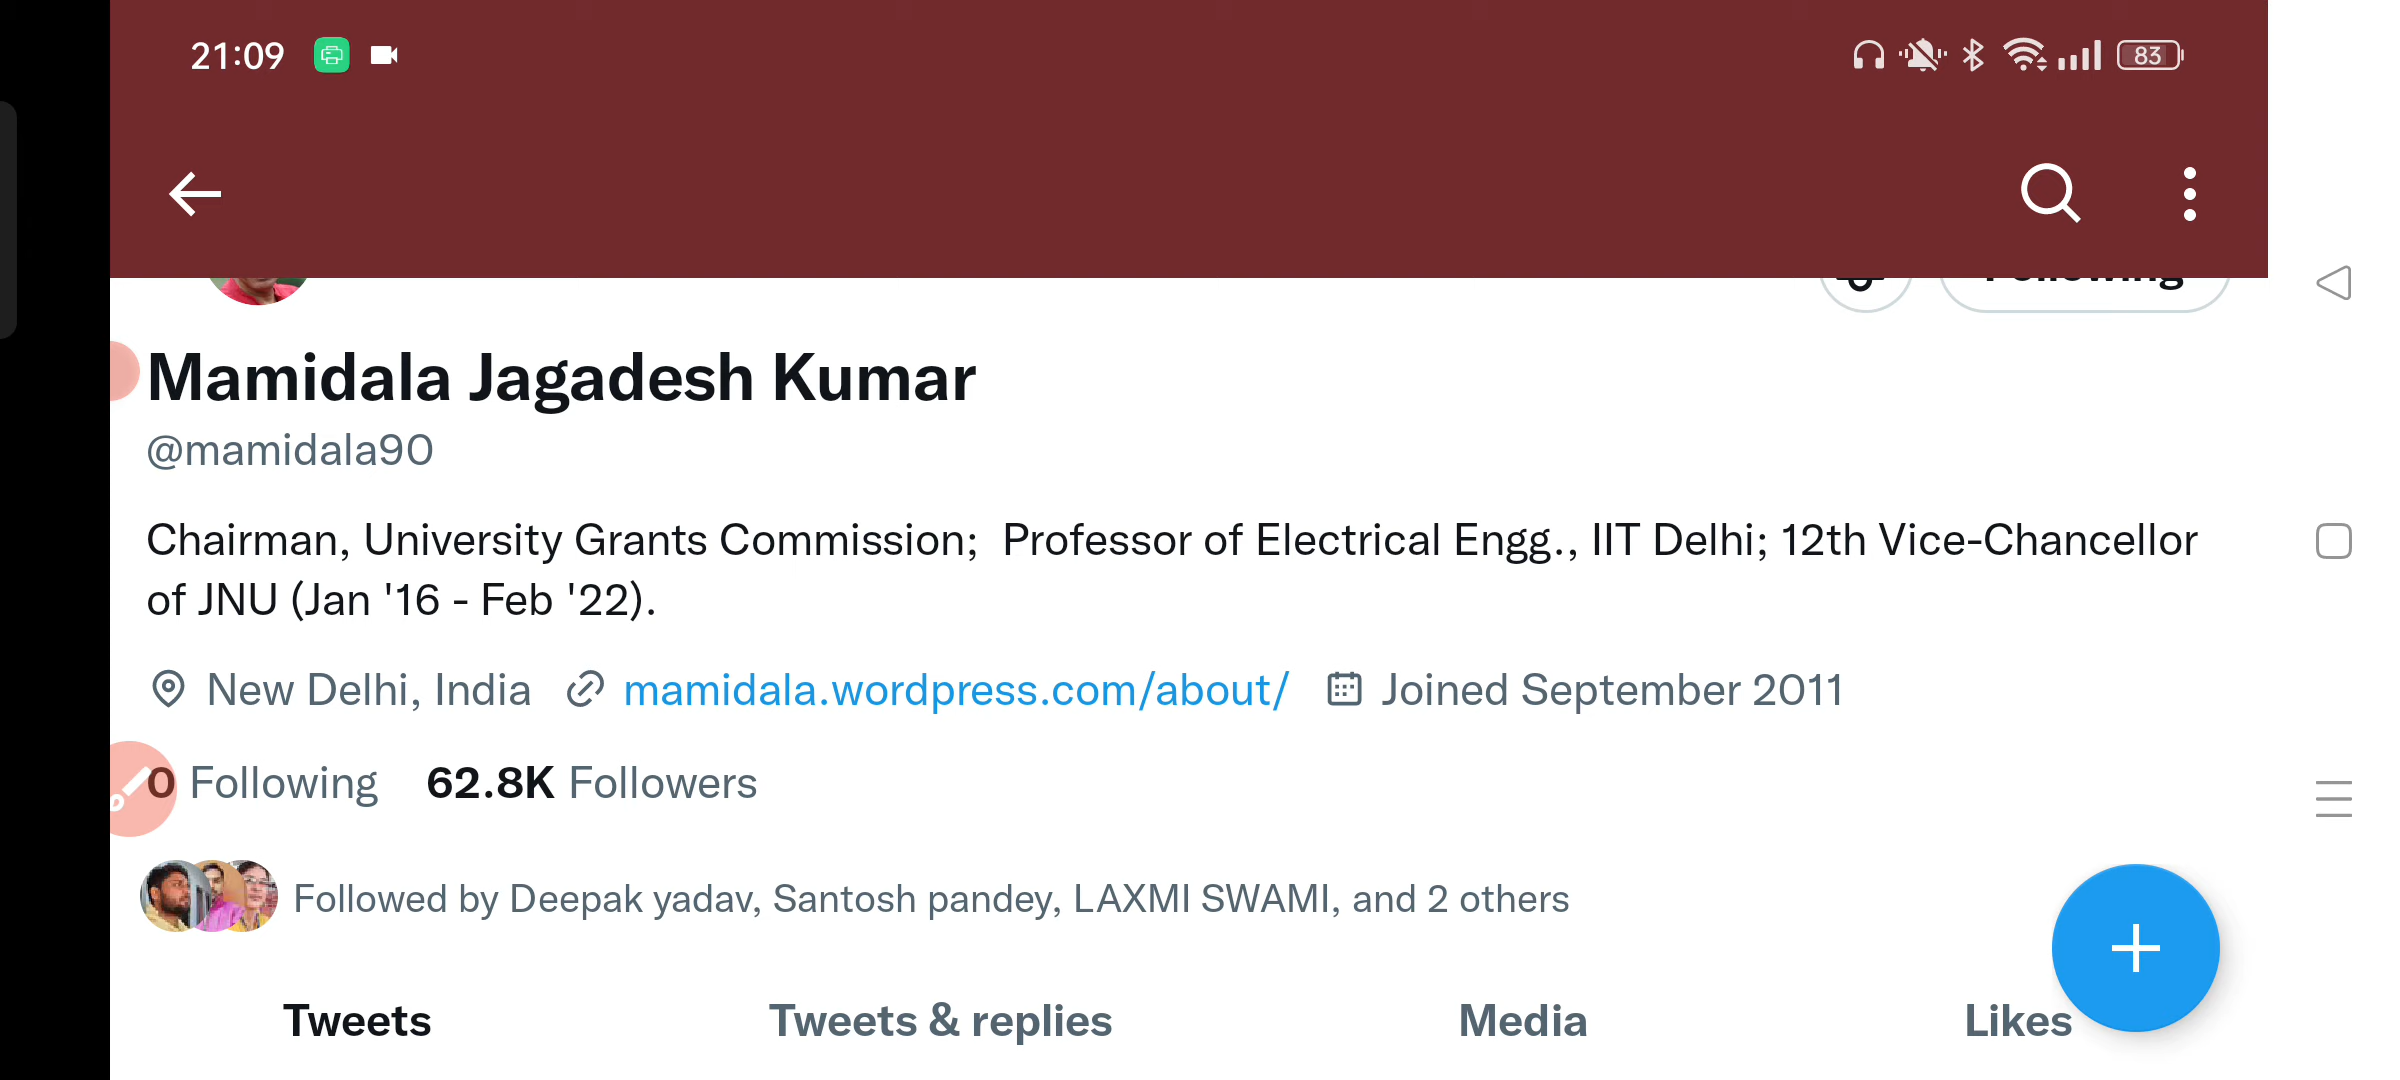 21:09
83
Following
Mamidala Jagadesh Kumar
@mamidala90
Chairman, University Grants Commission;  Professor of Electrical Engg., IIT Delhi; 12th Vice-Chancellor
of JNU (Jan '16 - Feb '22).
New Delhi, India mamidala.wordpress.com/about/ Joined September 2011
0 Following 62.8K Followers
Followed by Deepak yadav, Santosh pandey, LAXMI SWAMI, and 2 others
Tweets Tweets & replies Media Likes